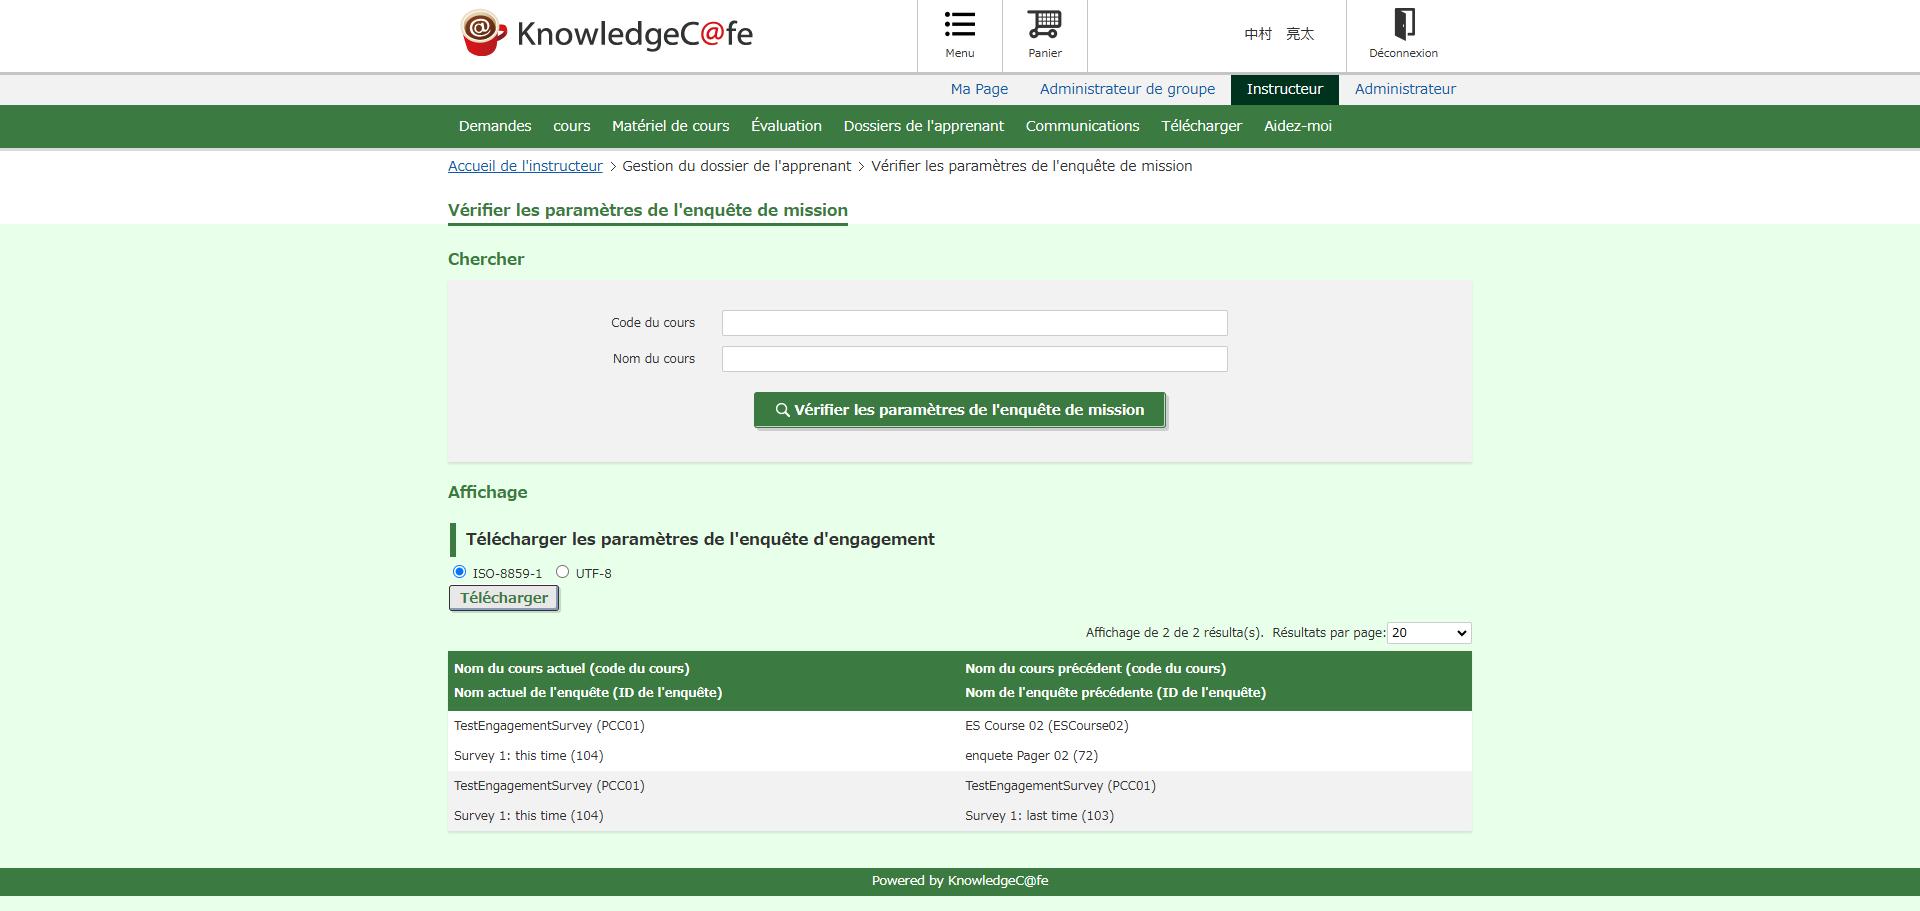 KnowledgeC@fe
Menu
Panier
中村　亮太
Déconnexion
Ma Page Administrateur de groupe Instructeur Administrateur
Demandes cours Matériel de cours Évaluation Dossiers de l'apprenant Communications Télécharger Aidez-moi
Accueil de l'instructeur > Gestion du dossier de l'apprenant > Vérifier les paramètres de l'enquête de mission
Vérifier les paramètres de l'enquête de mission
Chercher
Code du cours
Nom du cours
Vérifier les paramètres de l'enquête de mission
Affichage
Télécharger les paramètres de l'enquête d'engagement
ISO-8859-1 UTF-8
Télécharger
Affichage de 2 de 2 résulta(s). Résultats par page: 20
Nom du cours actuel (code du cours) Nom du cours précédent (code du cours)
Nom actuel de l'enquête (ID de l'enquête) Nom de l'enquête précédente (ID de l'enquête)
TestEngagementSurvey (PCC01) ES Course 02 (ESCourse02)
Survey 1: this time (104) enquete Pager 02 (72)
TestEngagementSurvey (PCC01) TestEngagementSurvey (PCC01)
Survey 1: this time (104) Survey 1: last time (103)
Powered by KnowledgeC@fe